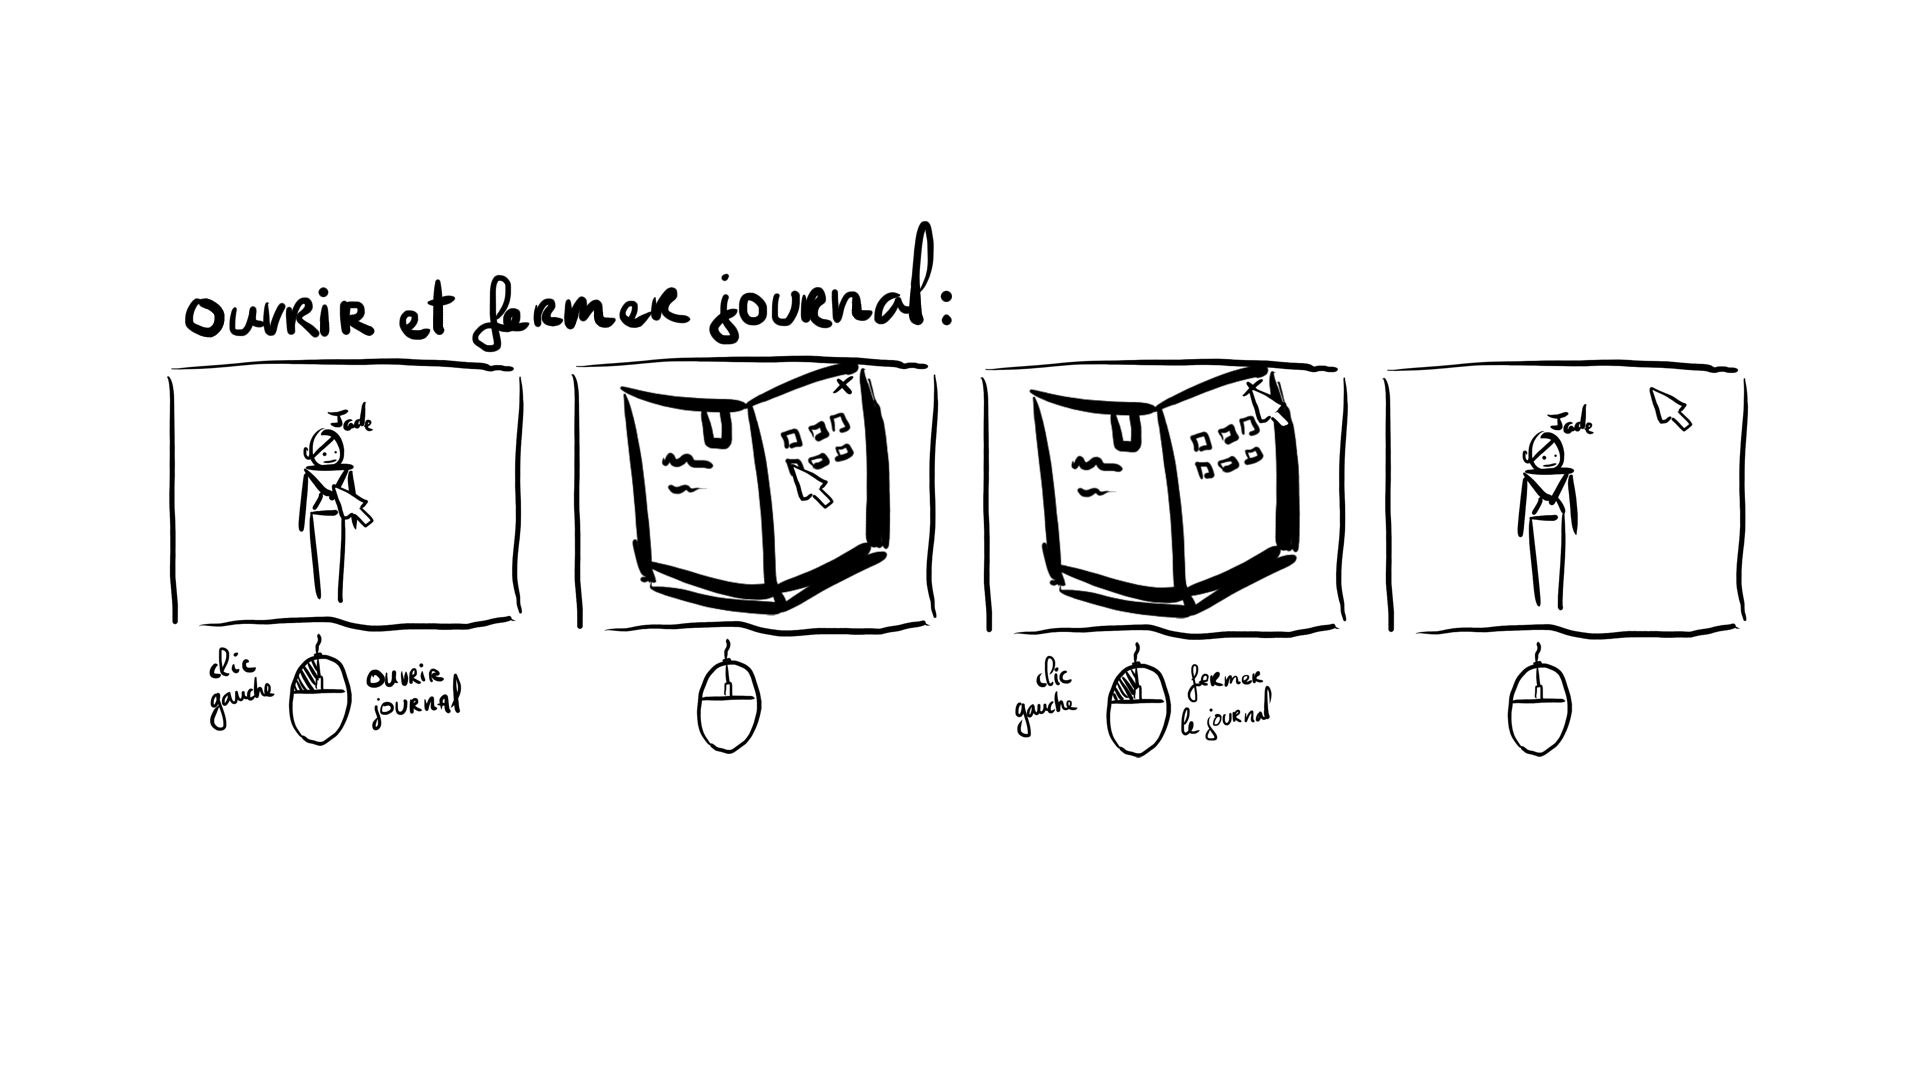 ouvrir et fermer journal:
Jade
x
x
Jade
clic
gauche
ouvrir
journal
clic
gauche
fermer
le journal